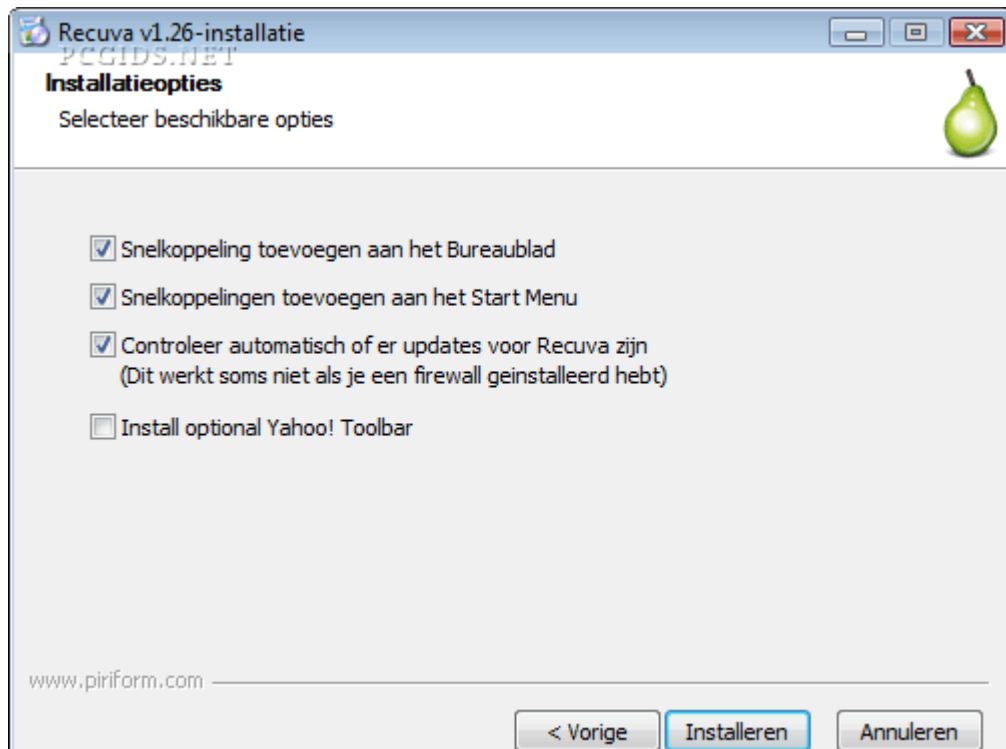 Recuva v1.26-installatie
PCGIDS.NET
Installatieopties
Selecteer beschikbare opties
Snelkoppeling toevoegen aan het Bureaublad
Snelkoppelingen toevoegen aan het Start Menu
Controleer automatisch of er updates voor Recuva zijn
(Dit werkt soms niet als je een firewall geinstalleerd hebt)
Install optional Yahoo! Toolbar
www.piriform.com
< Vorige
Installeren
Annuleren